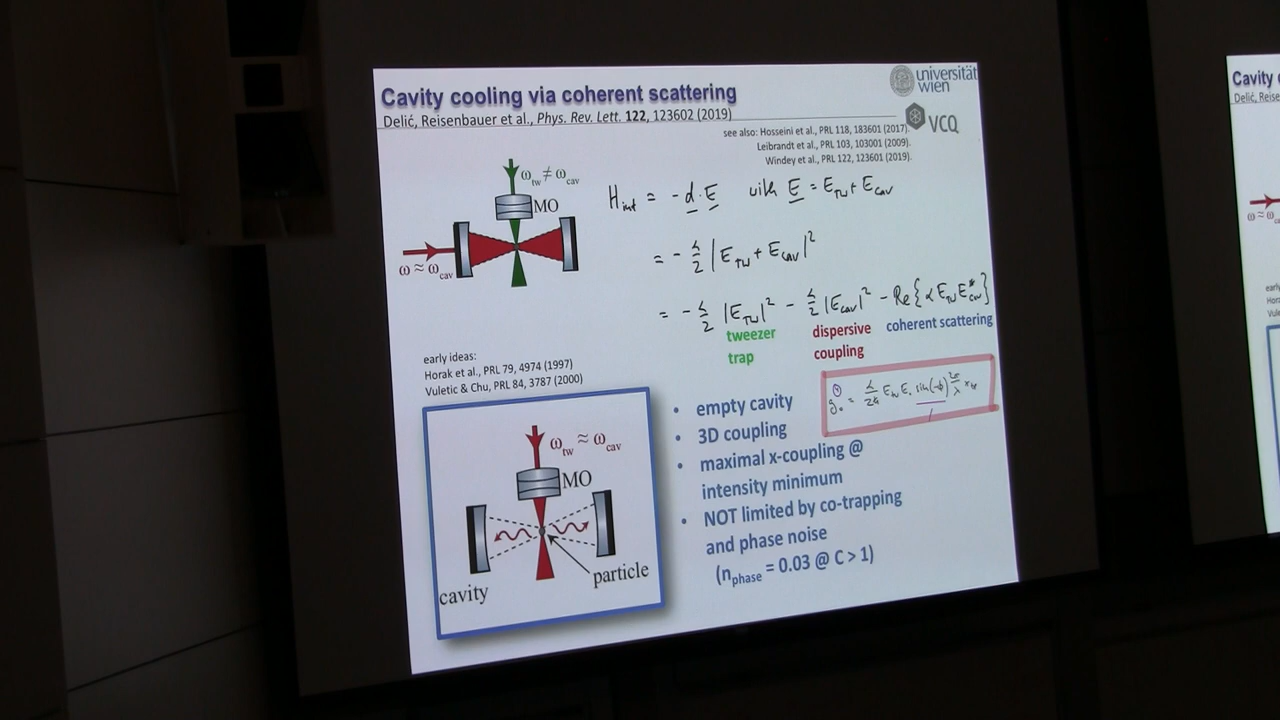 Cavity cooling via coherent scattering
Delić, Reisenbauer et al., Phys. Rev. Lett. 122, 123602 (2019)
universität
wien
VCQ
see also: Hosseini et al., PRL 118, 183601 (2017).
Leibrandt et al., PRL 103, 103001 (2009).
Windey et al., PRL 122, 123601 (2019).
ω_tw ≠ ω_cav
MO
ω ≈ ω_cav
H_int = - d · E with E = E_TW + E_cav
= - α/2 |E_TW + E_cav|²
= - α/2 |E_TW|² - α/2 |E_cav|² - Re{α E_TW E*_cav}
tweezer
trap
dispersive
coupling
coherent scattering
early ideas:
Horak et al., PRL 79, 4974 (1997)
Vuletic & Chu, PRL 84, 3787 (2000)
ω_tw ≈ ω_cav
MO
particle
cavity
• empty cavity
• 3D coupling
• maximal x-coupling @
intensity minimum
• NOT limited by co-trapping
and phase noise
(n_phase = 0.03 @ C > 1)
Cavity c
Delić, Reise
ω ≈ ω_c
early
Hora
Vule